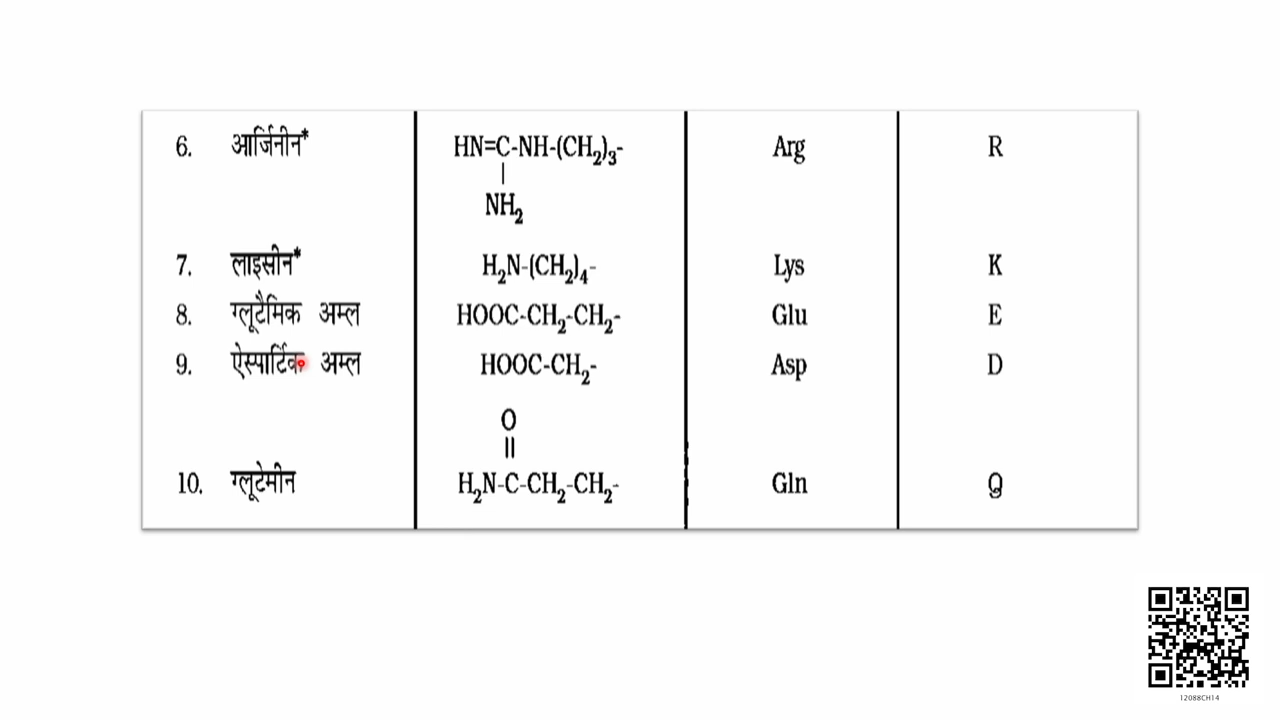 6. आर्जिनीन* HN=C-NH-(CH₂)₃- Arg R
|
NH₂
7. लाइसीन* H₂N-(CH₂)₄- Lys K
8. ग्लूटैमिक अम्ल HOOC-CH₂-CH₂- Glu E
9. ऐस्पार्टिक अम्ल HOOC-CH₂- Asp D
O
||
10. ग्लूटेमीन H₂N-C-CH₂-CH₂- Gln Q
12088CH14